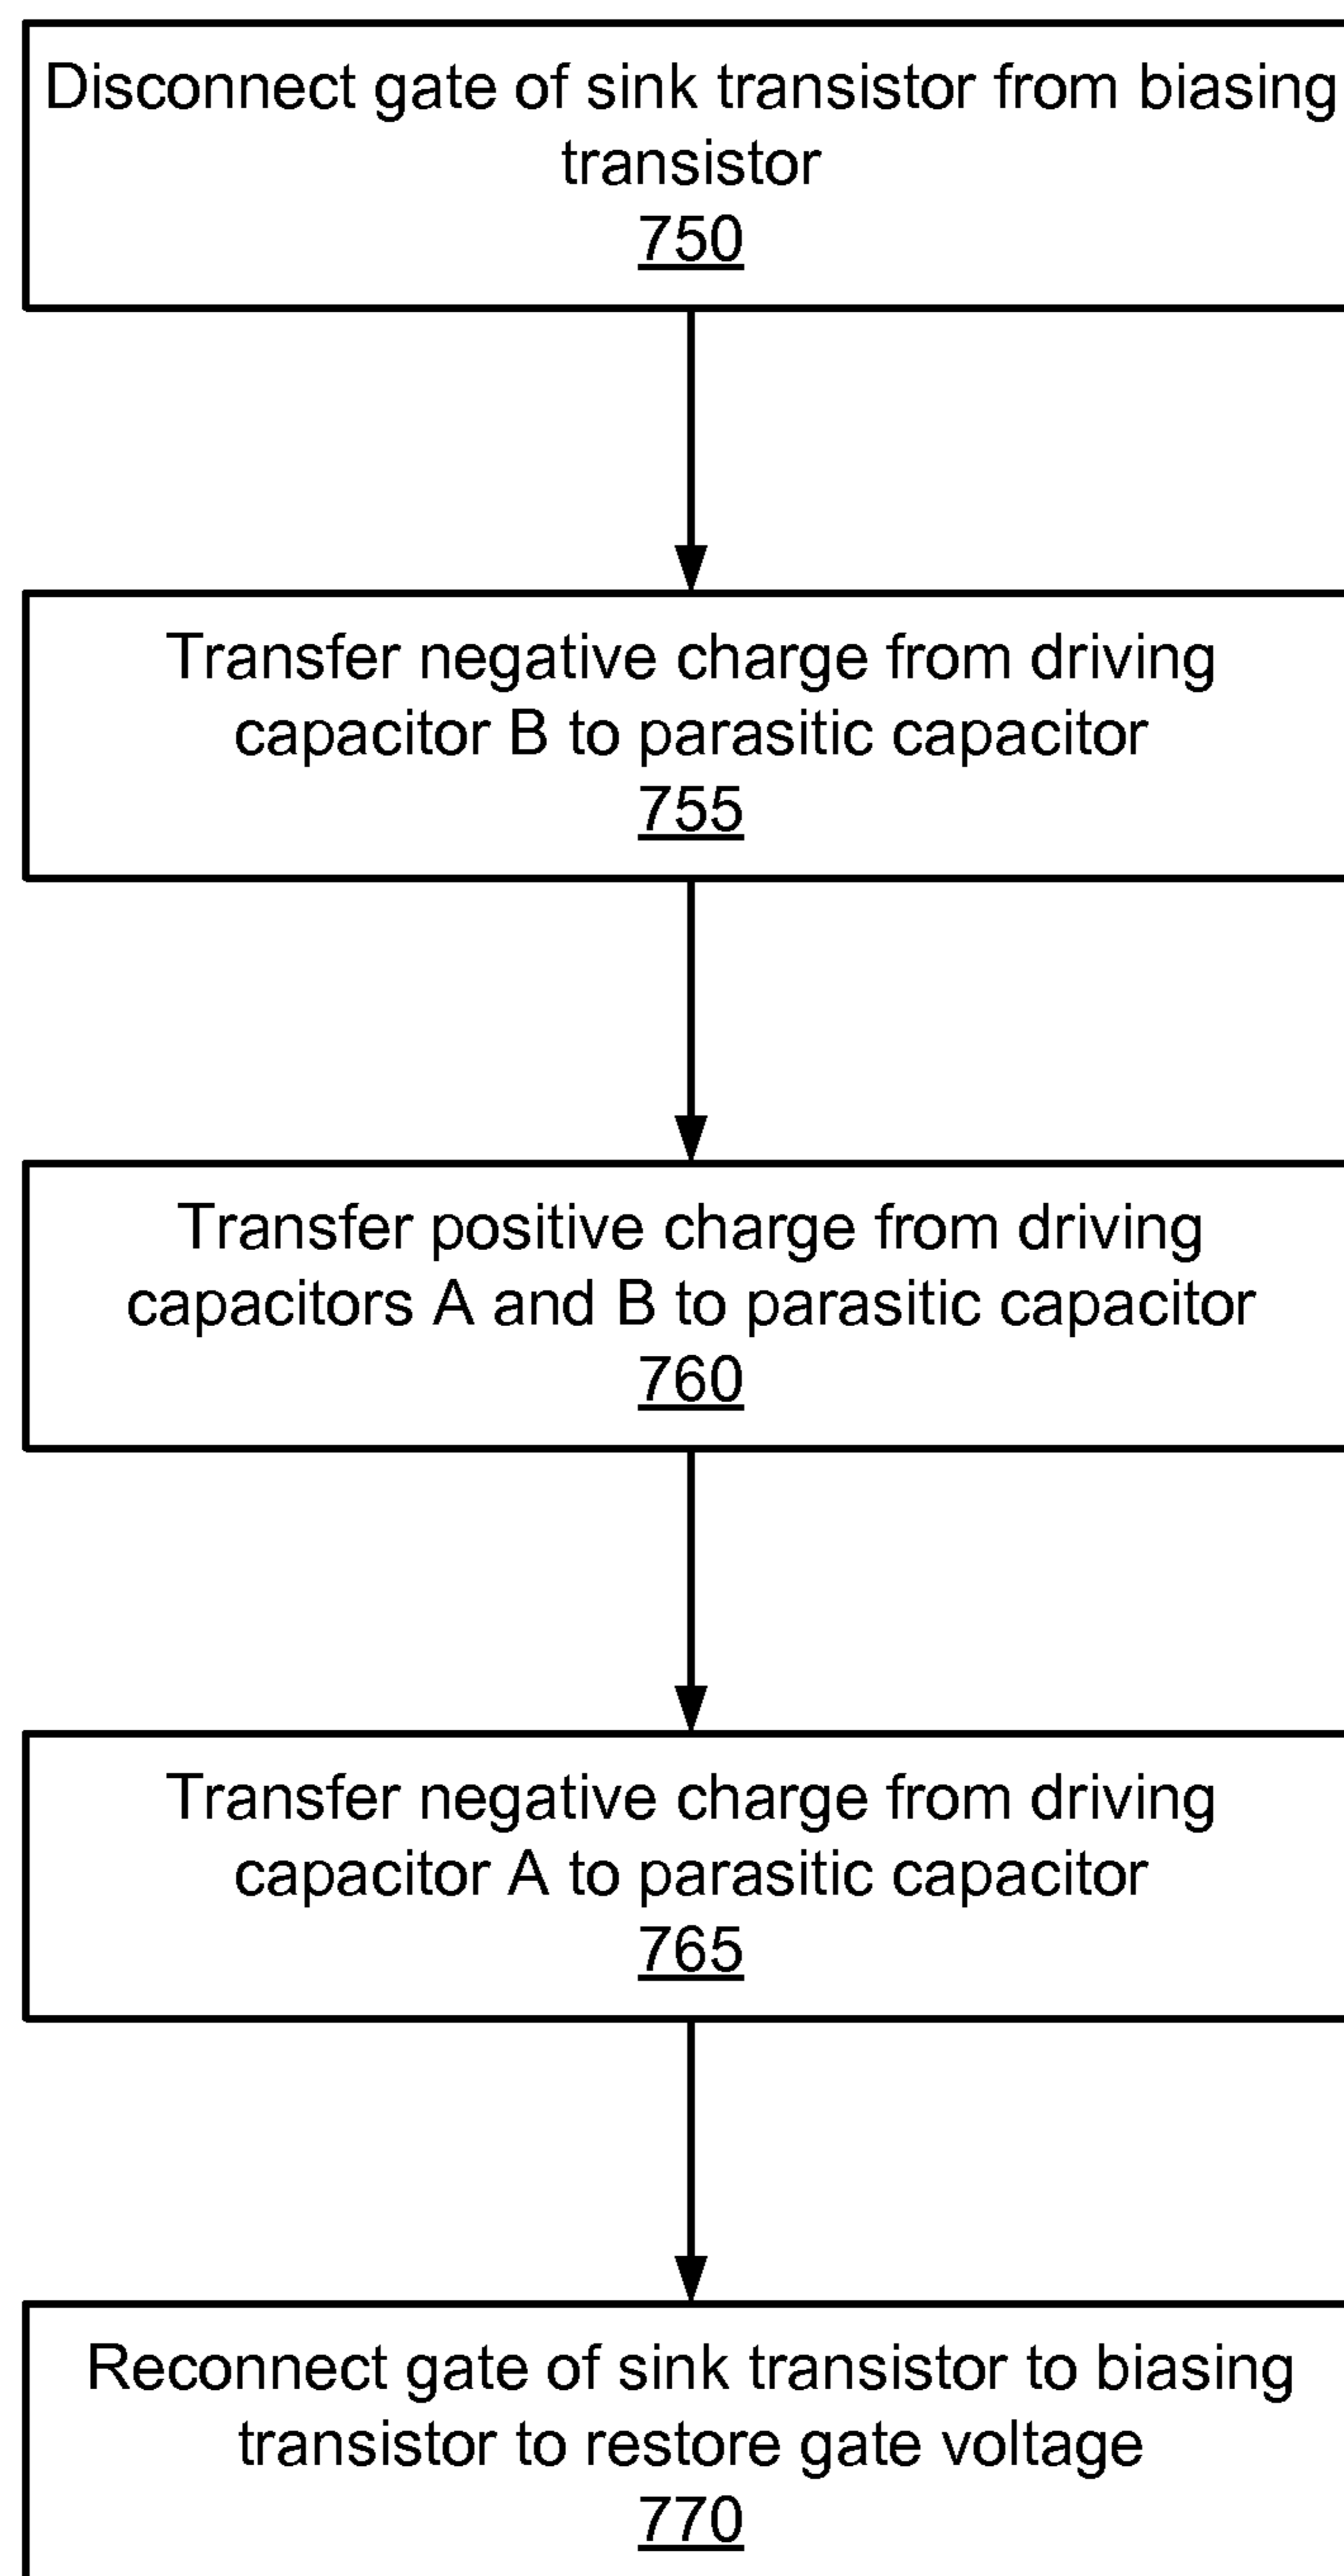 Disconnect gate of sink transistor from biasing
transistor
750
Transfer negative charge from driving
capacitor B to parasitic capacitor
755
Transfer positive charge from driving
capacitors A and B to parasitic capacitor
760
Transfer negative charge from driving
capacitor A to parasitic capacitor
765
Reconnect gate of sink transistor to biasing
transistor to restore gate voltage
770